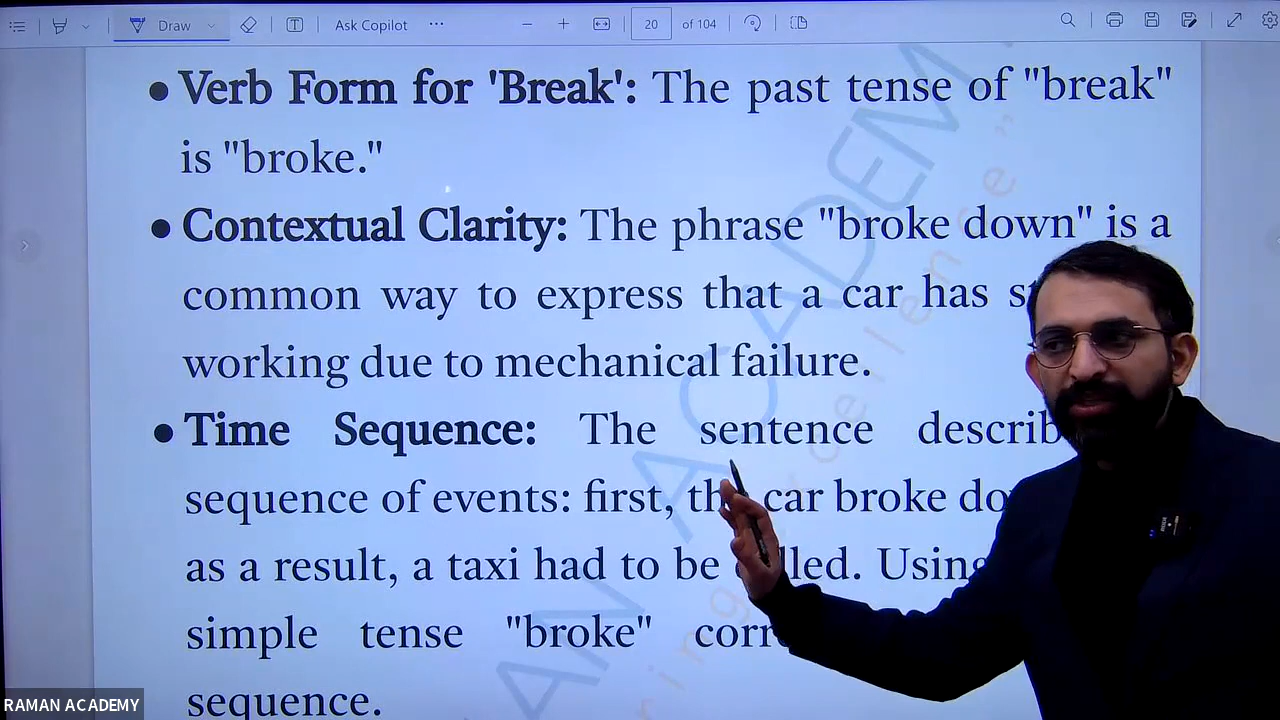 Draw
Ask Copilot
20 of 104
● Verb Form for 'Break': The past tense of "break"
is "broke."
● Contextual Clarity: The phrase "broke down" is a
common way to express that a car has
working due to mechanical failure.
● Time Sequence: The sentence
sequence of events: first, the car broke
as a result, a taxi had to be called. Using
simple tense "broke"
sequence.
RAMAN ACADEMY